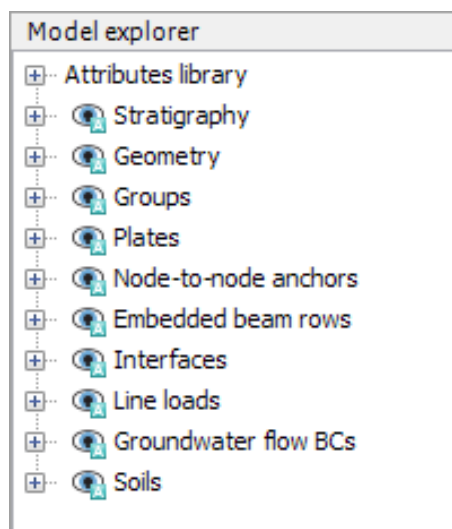 Model explorer
Attributes library
Stratigraphy
Geometry
Groups
Plates
Node-to-node anchors
Embedded beam rows
Interfaces
Line loads
Groundwater flow BCs
Soils